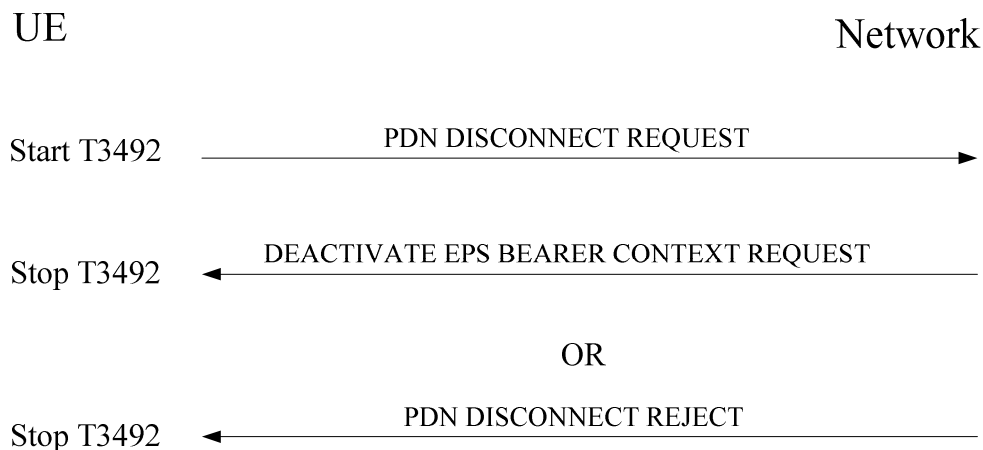 UE
Network
Start T3492
PDN DISCONNECT REQUEST
DEACTIVATE EPS BEARER CONTEXT REQUEST
Stop T3492
OR
PDN DISCONNECT REJECT
Stop T3492